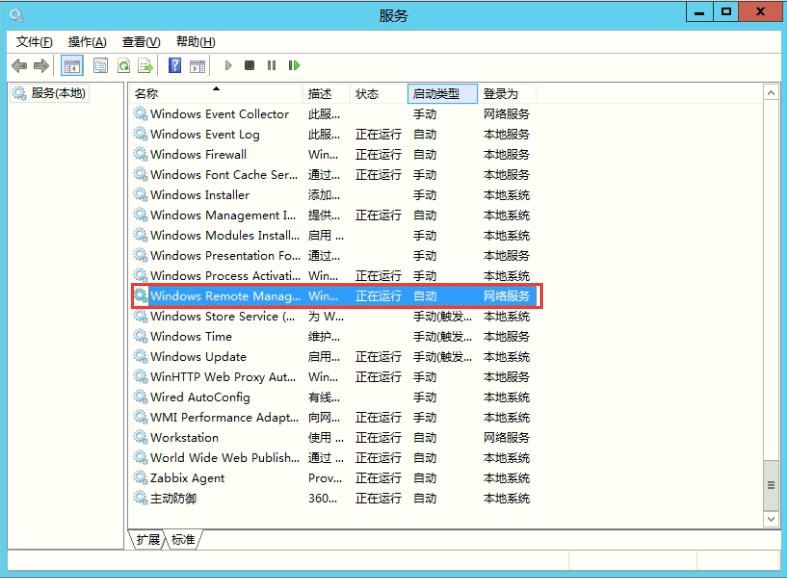 服务
文件(F) 操作(A) 查看(V) 帮助(H)
服务(本地)
名称 描述 状态 启动类型 登录为
Windows Event Collector 此服... 手动 网络服务
Windows Event Log 此服... 正在运行 自动 本地服务
Windows Firewall Win... 正在运行 自动 本地服务
Windows Font Cache Ser... 通过... 正在运行 自动 本地服务
Windows Installer 添加... 手动 本地系统
Windows Management I... 提供... 正在运行 自动 本地系统
Windows Modules Install... 启用 ... 手动 本地系统
Windows Presentation Fo... 通过... 手动 本地服务
Windows Process Activati... Win... 正在运行 手动 本地系统
Windows Remote Manag... Win... 正在运行 自动 网络服务
Windows Store Service (... 为 W... 手动(触发... 本地系统
Windows Time 维护... 手动(触发... 本地服务
Windows Update 启用... 正在运行 手动(触发... 本地系统
WinHTTP Web Proxy Aut... Win... 正在运行 手动 本地服务
Wired AutoConfig 有线... 手动 本地系统
WMI Performance Adapt... 向网... 正在运行 手动 本地系统
Workstation 使用 ... 正在运行 自动 网络服务
World Wide Web Publish... 通过 ... 正在运行 自动 本地系统
Zabbix Agent Prov... 正在运行 自动 本地系统
主动防御 360... 正在运行 自动 本地系统
扩展 标准